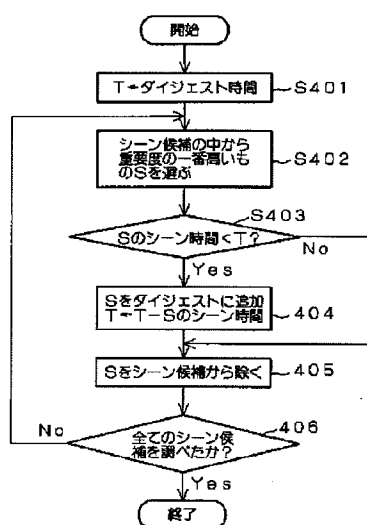 開始
T←ダイジェスト時間
S401
シーン候補の中から
重要度の一番高いも
のSを選ぶ
S402
S403
Sのシーン時間<T?
No
Yes
Sをダイジェストに追加
T←T-Sのシーン時間
404
Sをシーン候補から除く
405
406
No
全てのシーン候
補を調べたか?
Yes
終了